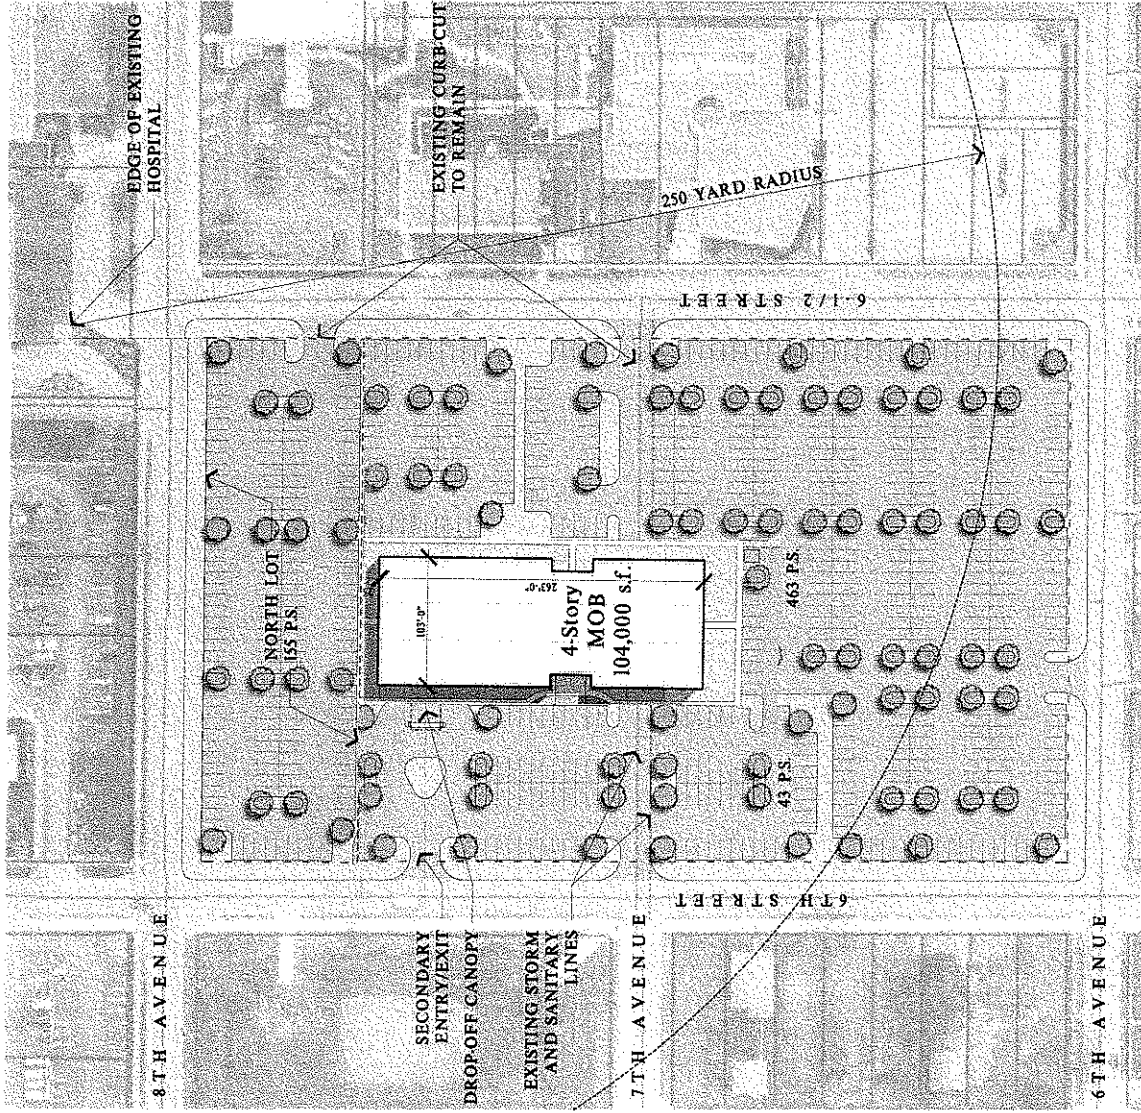 EDGE OF EXISTING
HOSPITAL
EXISTING CURB-CUT
TO REMAIN
250 YARD RADIUS
6-1/2 STREET
NORTH LOT
155 P.S.
103'-0"
263'-0"
4-Story
MOB
104,000 s.f.
463 P.S.
43 P.S.
6TH STREET
8TH AVENUE
SECONDARY
ENTRY/EXIT
DROP-OFF CANOPY
EXISTING STORM
AND SANITARY
LINES
7TH AVENUE
6TH AVENUE